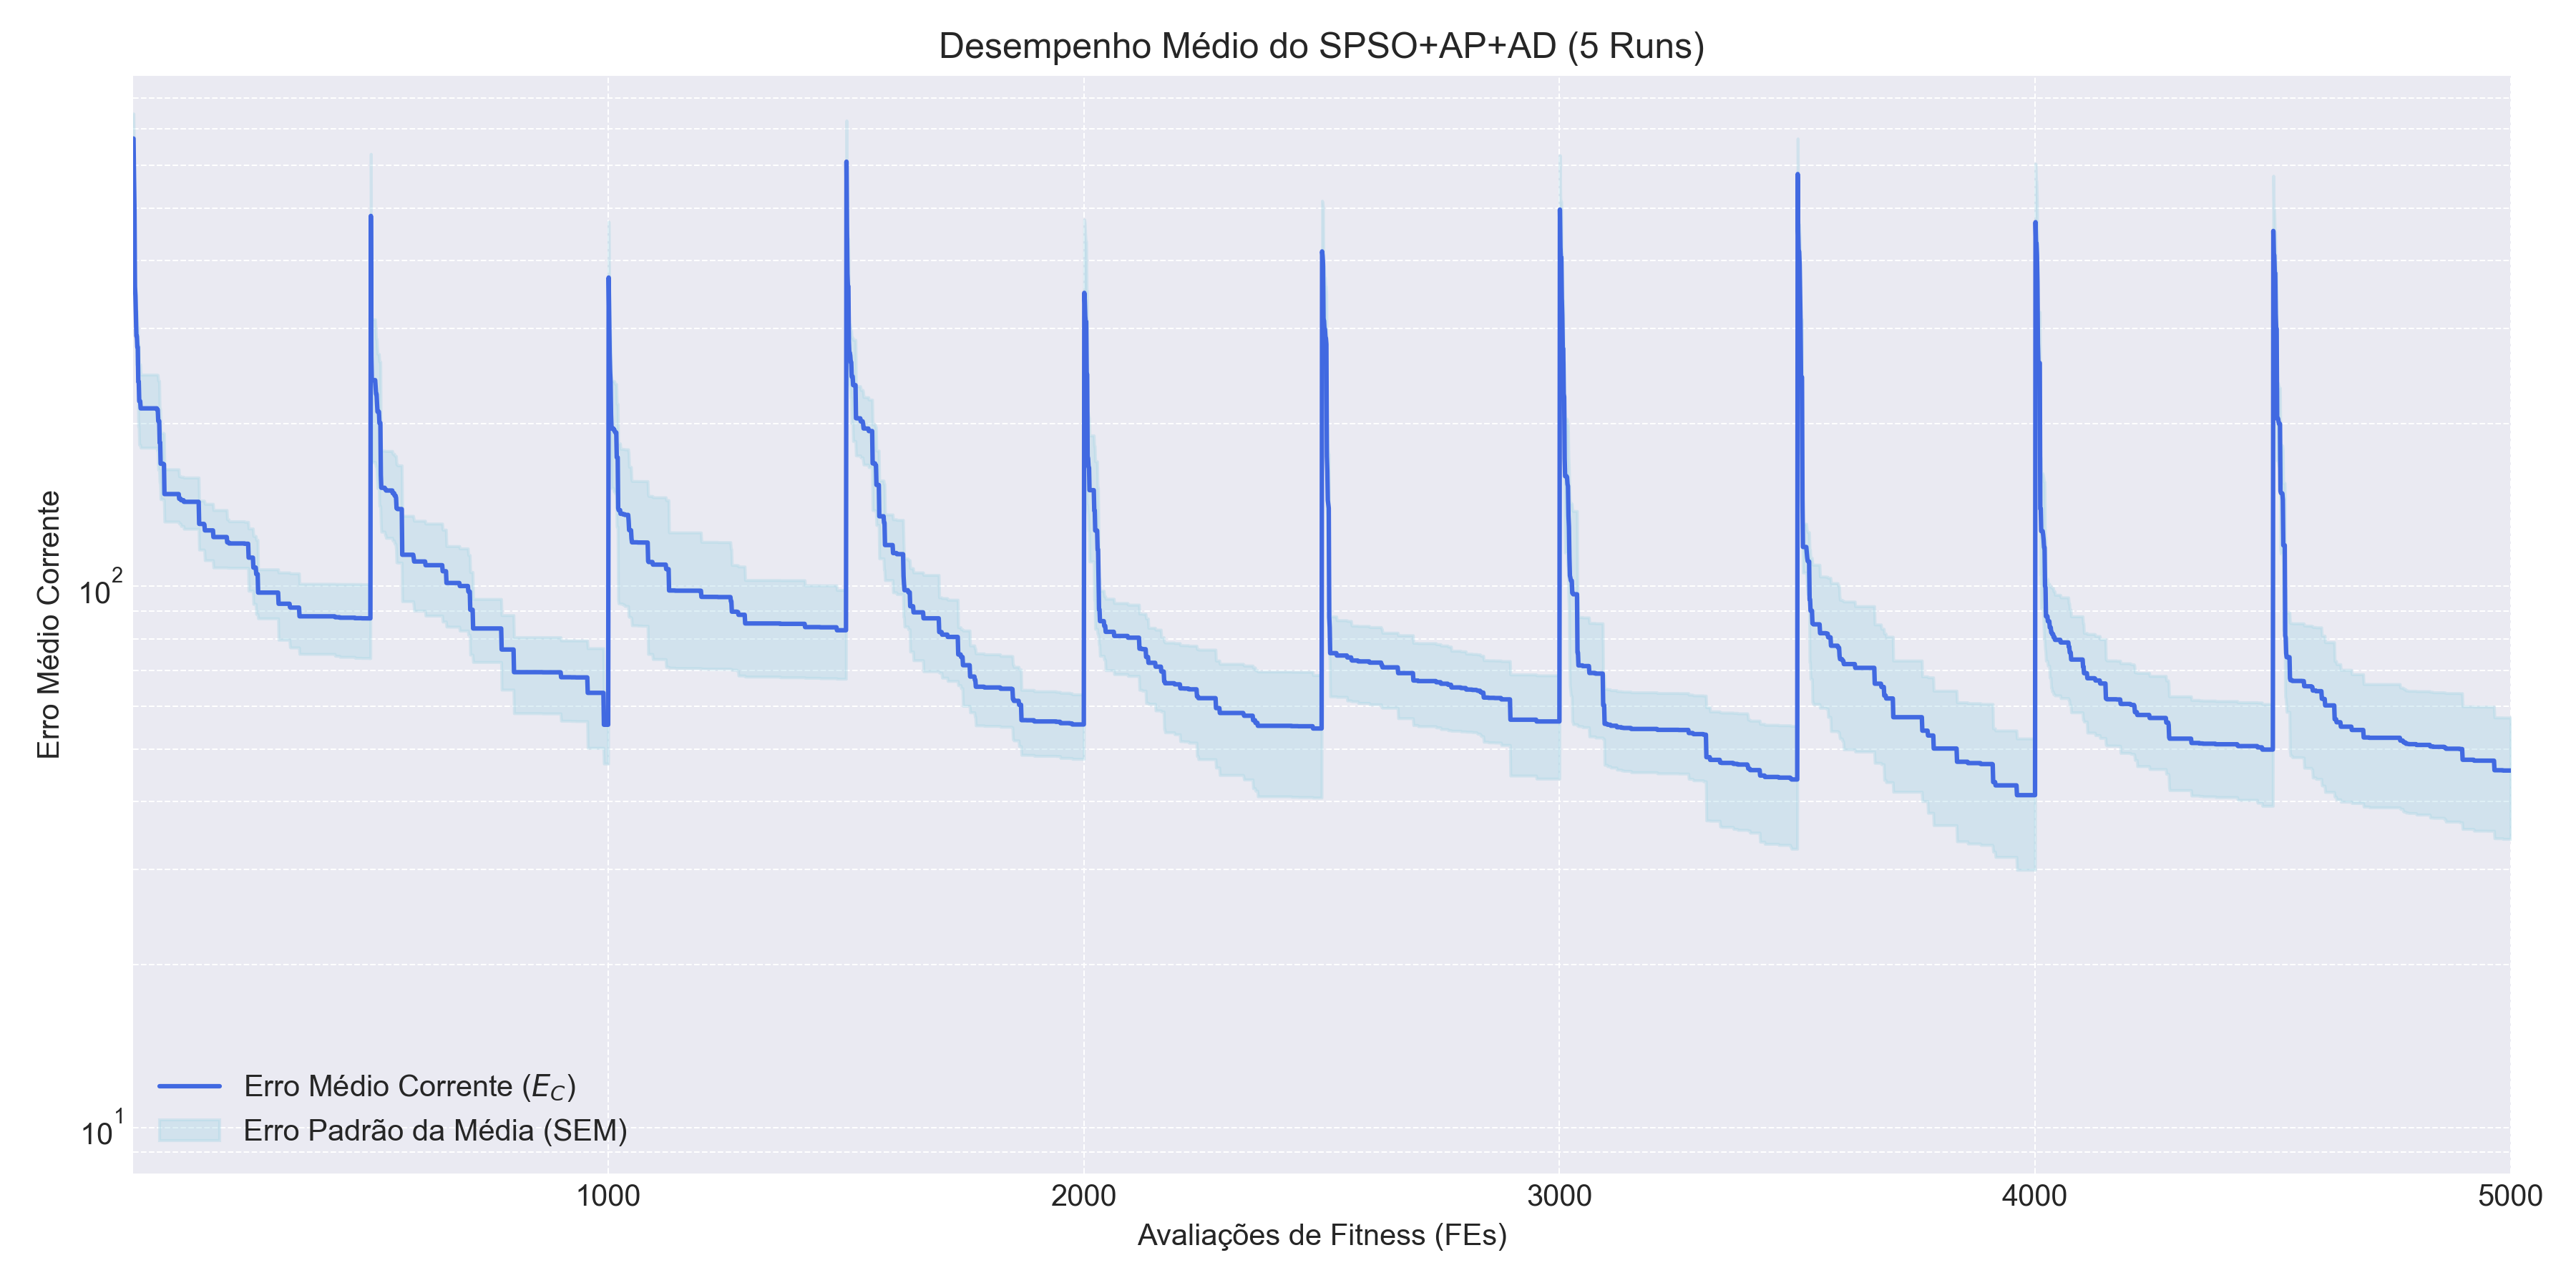 Desempenho Médio do SPSO+AP+AD (5 Runs)
Erro Médio Corrente
10^2
10^1
Erro Médio Corrente (E_C)
Erro Padrão da Média (SEM)
1000 2000 3000 4000 5000
Avaliações de Fitness (FEs)